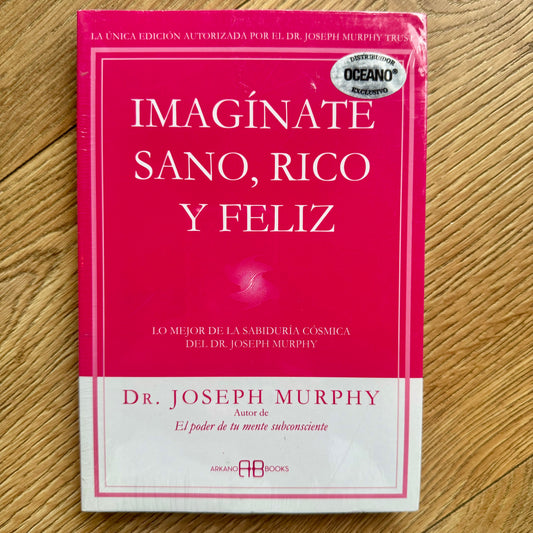 LA ÚNICA EDICIÓN AUTORIZADA POR EL DR. JOSEPH MURPHY TRUST
DISTRIBUIDOR
OCEANO®
EXCLUSIVO
IMAGÍNATE
SANO, RICO
Y FELIZ
LO MEJOR DE LA SABIDURÍA CÓSMICA
DEL DR. JOSEPH MURPHY
DR. JOSEPH MURPHY
Autor de
El poder de tu mente subconsciente
ARKANO AB BOOKS